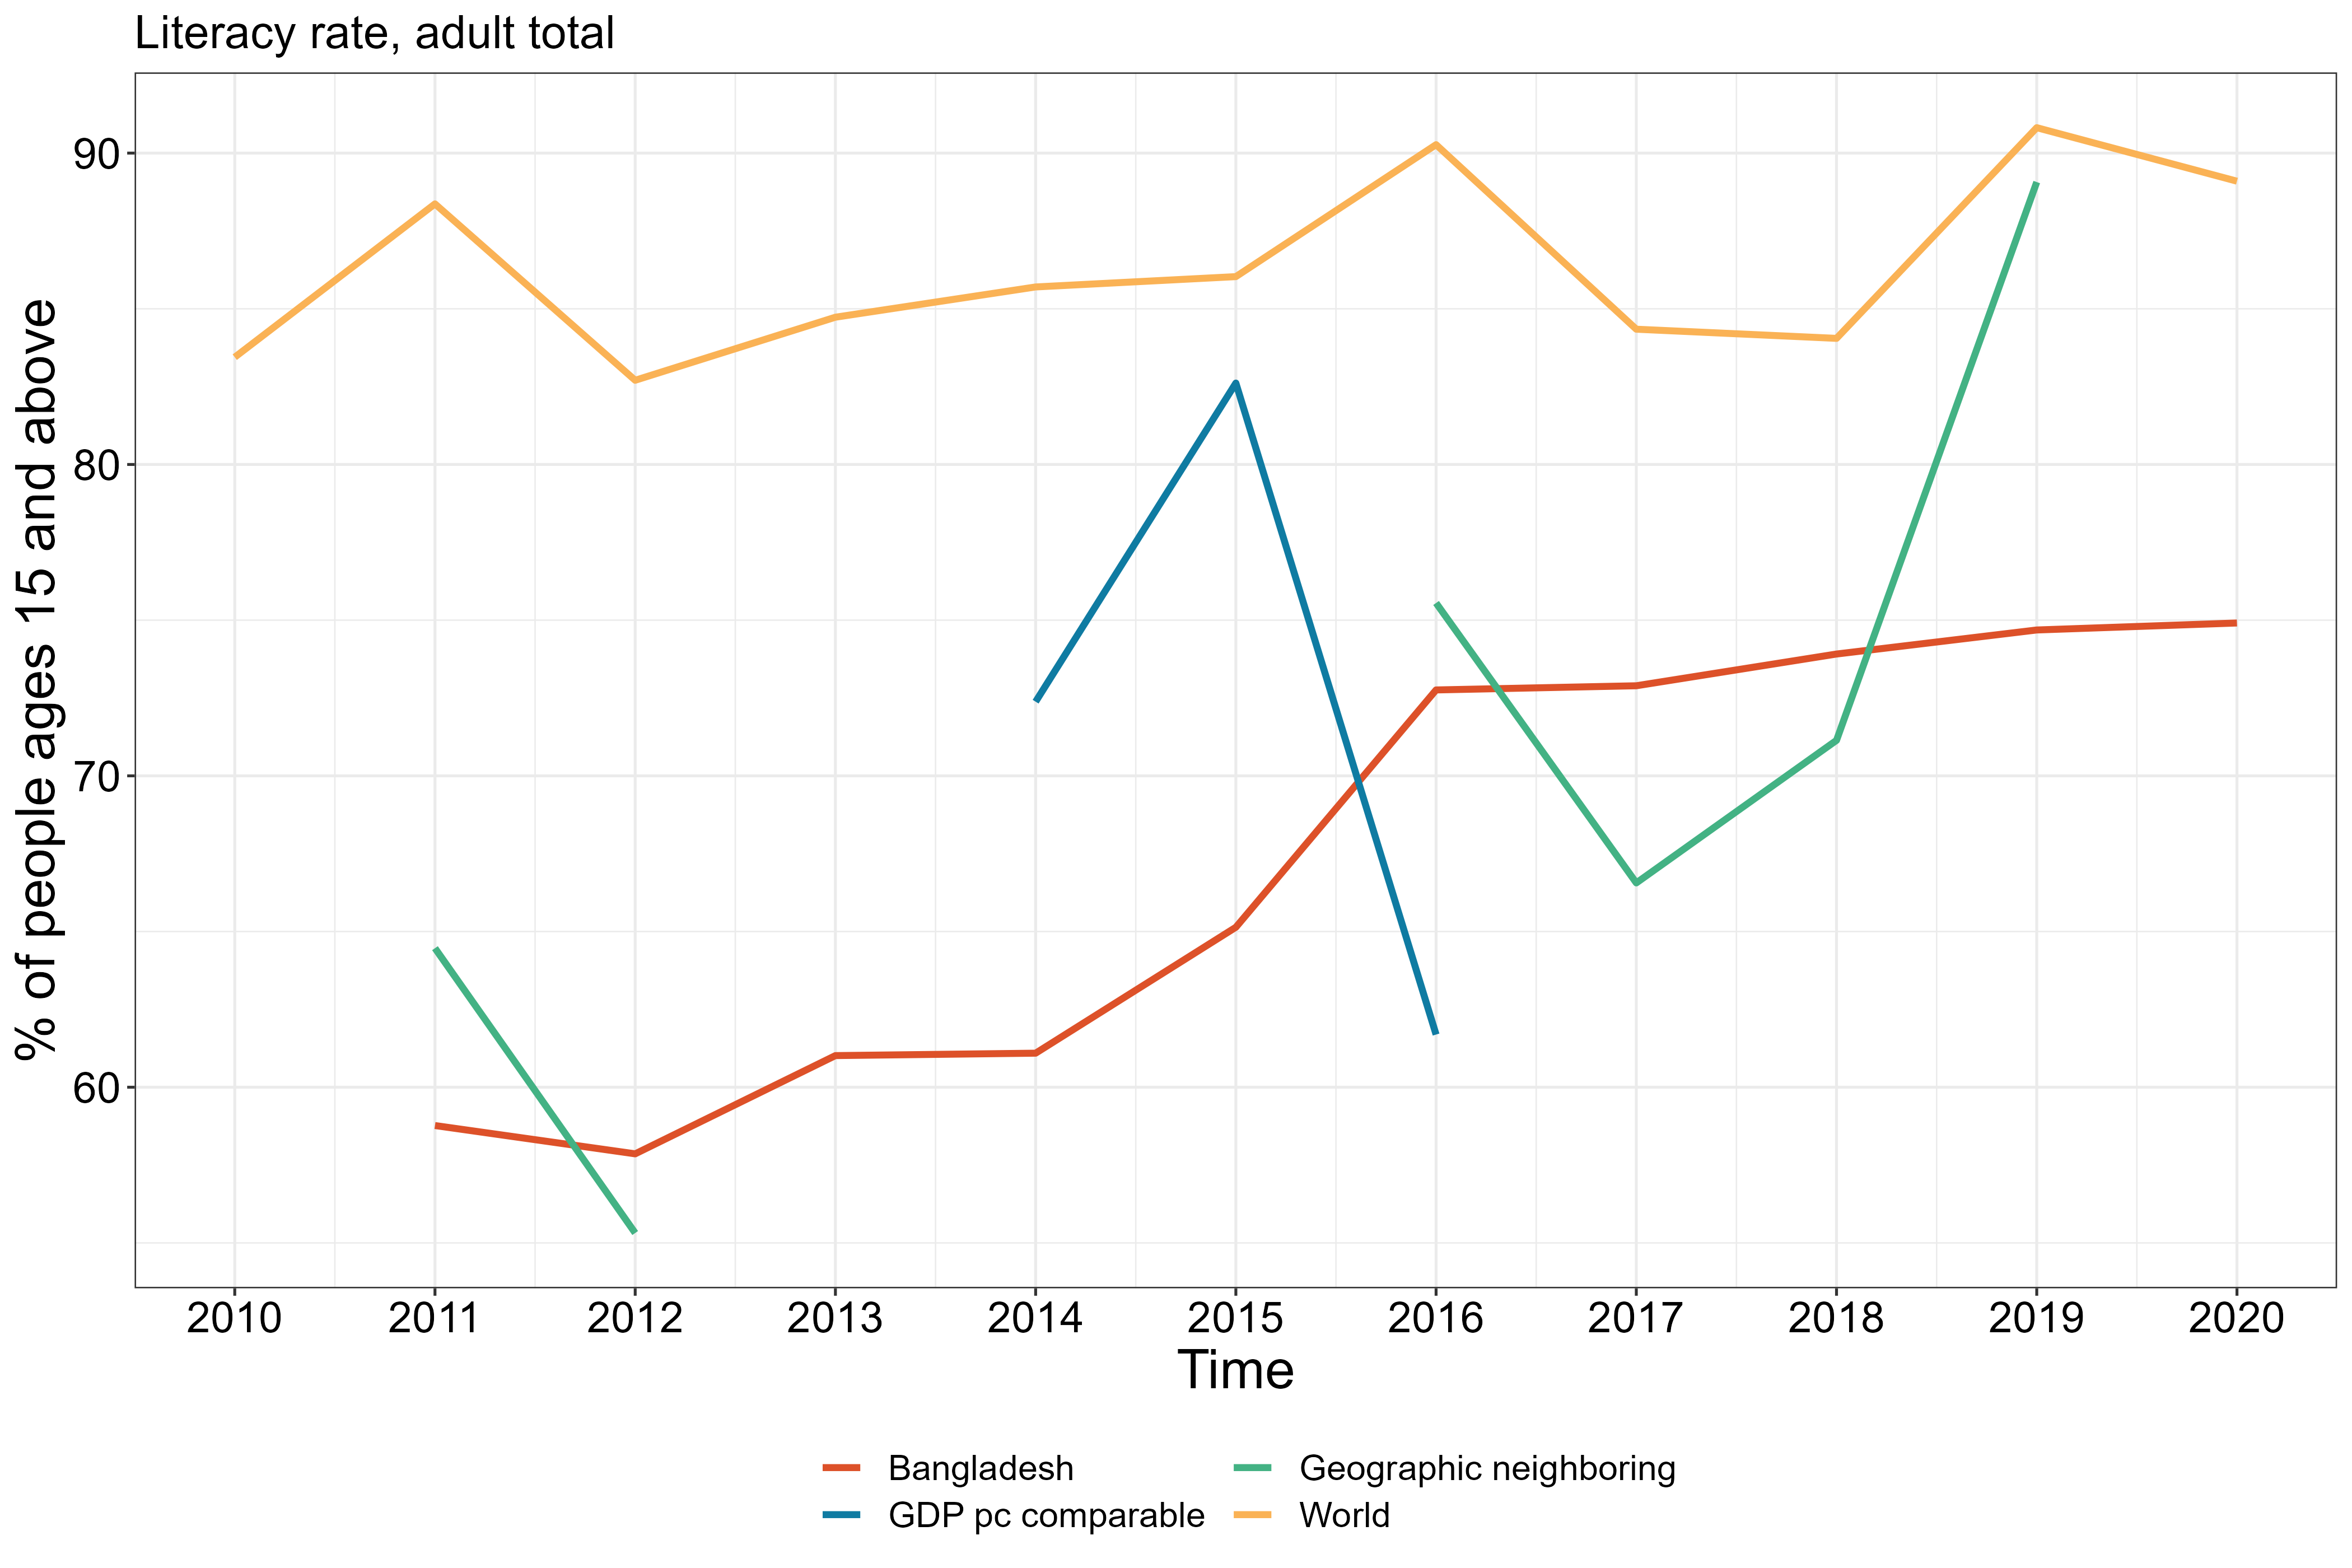 Literacy rate, adult total
% of people ages 15 and above
90
80
70
60
2010 2011 2012 2013 2014 2015 2016 2017 2018 2019 2020
Time
Bangladesh Geographic neighboring
GDP pc comparable World